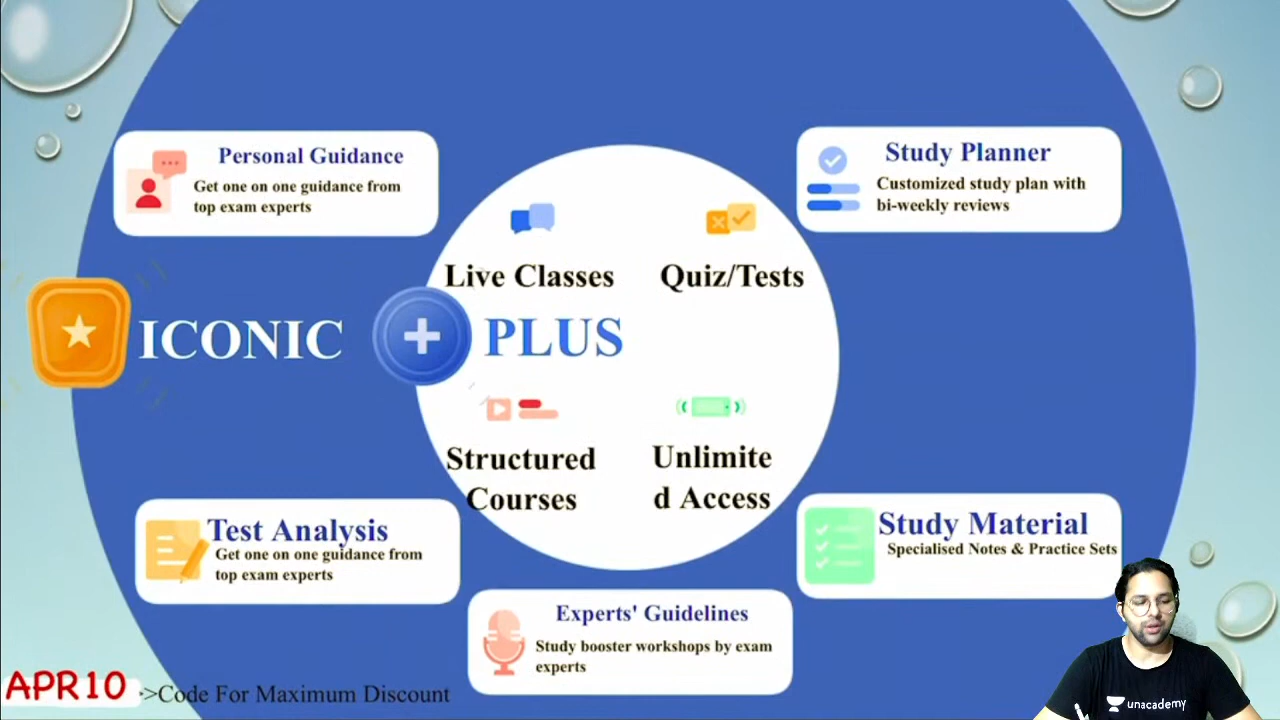 Personal Guidance
Get one on one guidance from
top exam experts
Study Planner
Customized study plan with
bi-weekly reviews
Live Classes
Quiz/Tests
ICONIC
PLUS
Structured
Courses
Unlimite
d Access
Test Analysis
Get one on one guidance from
top exam experts
Study Material
Specialised Notes & Practice Sets
Experts' Guidelines
Study booster workshops by exam
experts
APR10 ->Code For Maximum Discount
unacademy